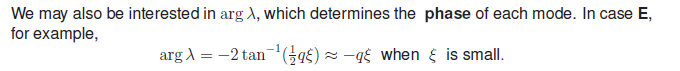 We may also be interested in arg λ, which determines the phase of each mode. In case E,
for example,
arg λ = −2 tan⁻¹(½qξ) ≈ −qξ when ξ is small.